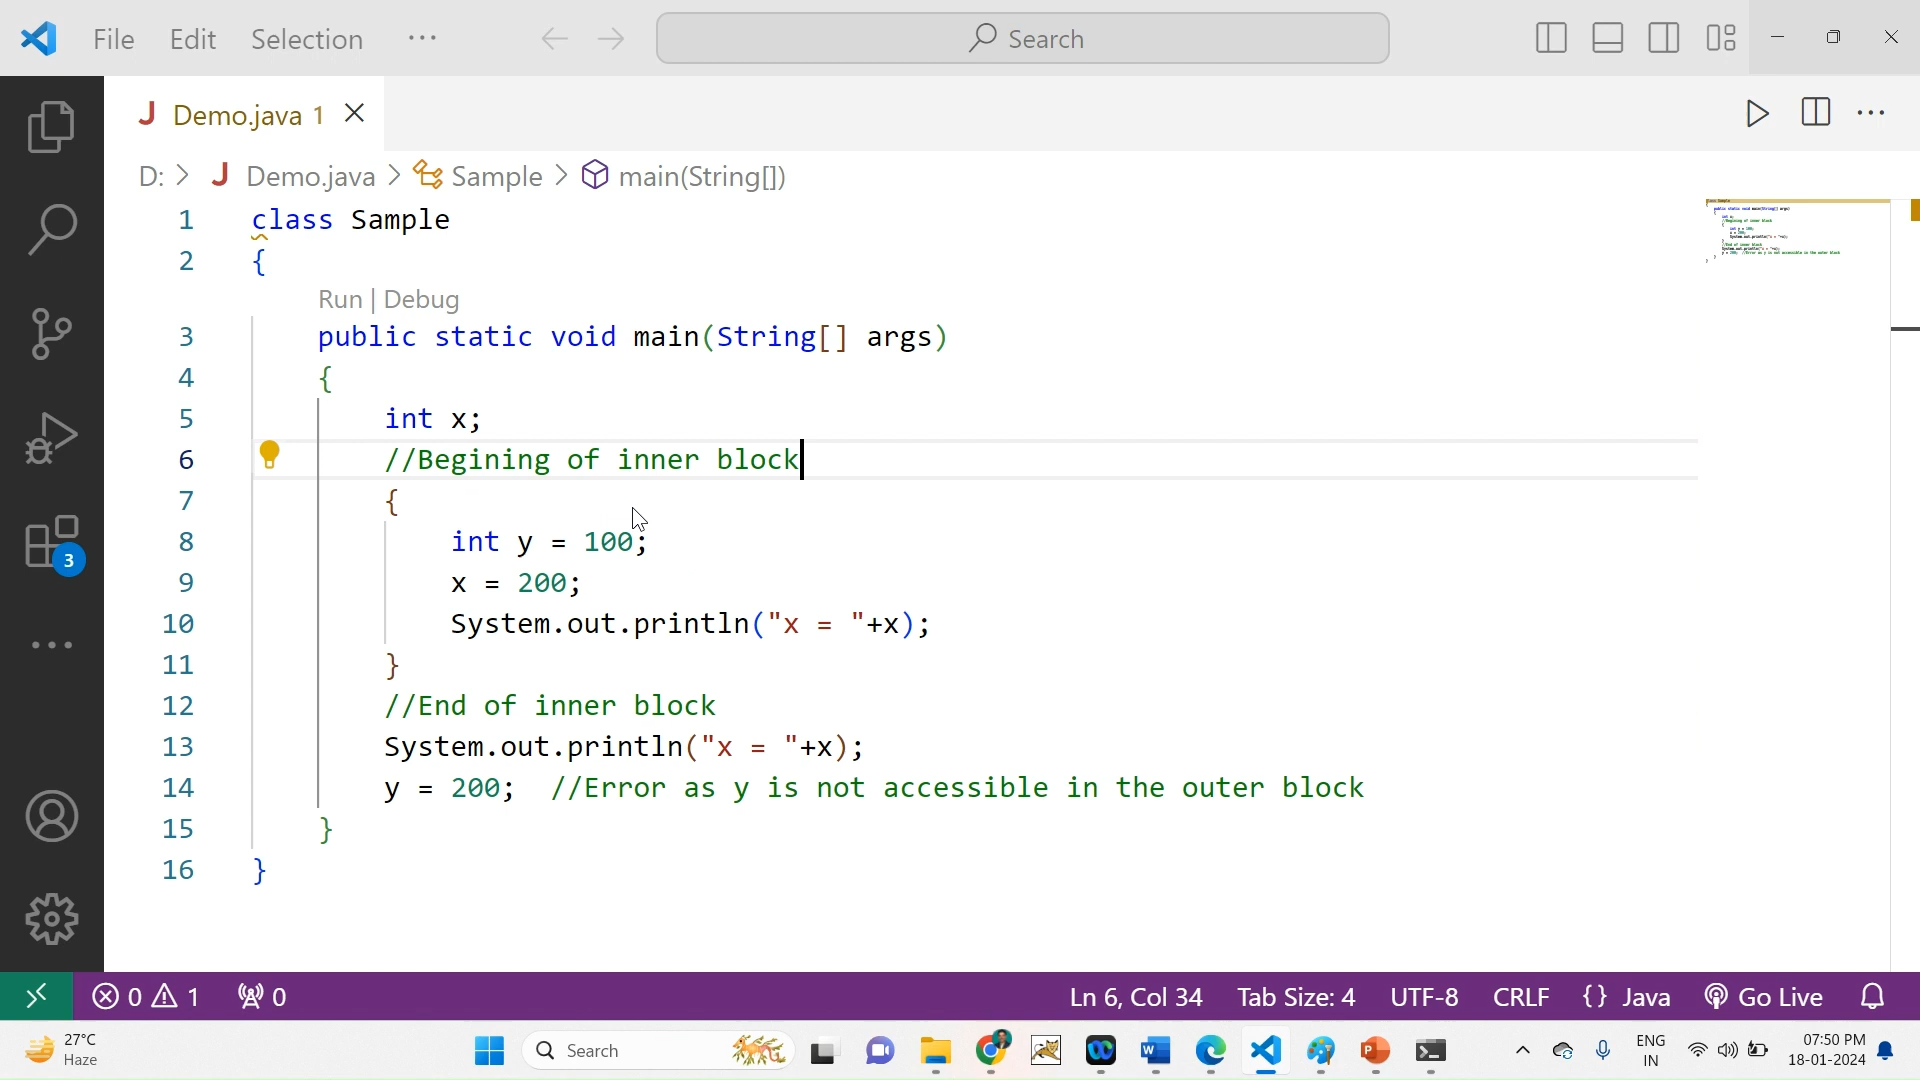 File Edit Selection ··· Search
J Demo.java 1
D: > J Demo.java > Sample > main(String[])
1 class Sample
2 {
Run | Debug
3 public static void main(String[] args)
4 {
5 int x;
6 //Begining of inner block
7 {
8 int y = 100;
9 x = 200;
10 System.out.println("x = "+x);
11 }
12 //End of inner block
13 System.out.println("x = "+x);
14 y = 200; //Error as y is not accessible in the outer block
15 }
16 }
3
0 1 0 Ln 6, Col 34 Tab Size: 4 UTF-8 CRLF {} Java Go Live
27°C
Haze
Search
W
P
ENG
IN
07:50 PM
18-01-2024